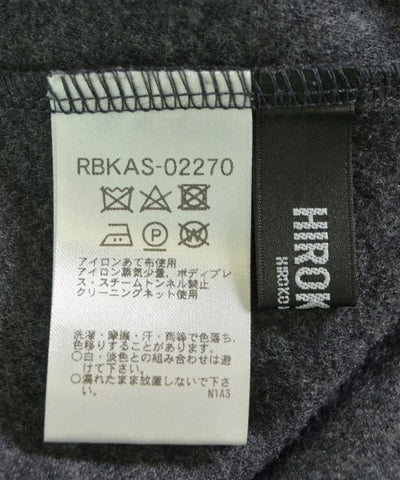 RBKAS-02270
アイロンあて布使用
アイロン蒸気少量、ボディプレ
ス・スチームトンネル禁止
クリーニングネット使用
洗濯・摩擦・汗・雨等で色落ち、
色移りすることがあります。
○白・淡色との組み合わせは避
けて下さい。
○濡れたまま放置しないで下さ
い。
N1A3
HIROK
HIROKO